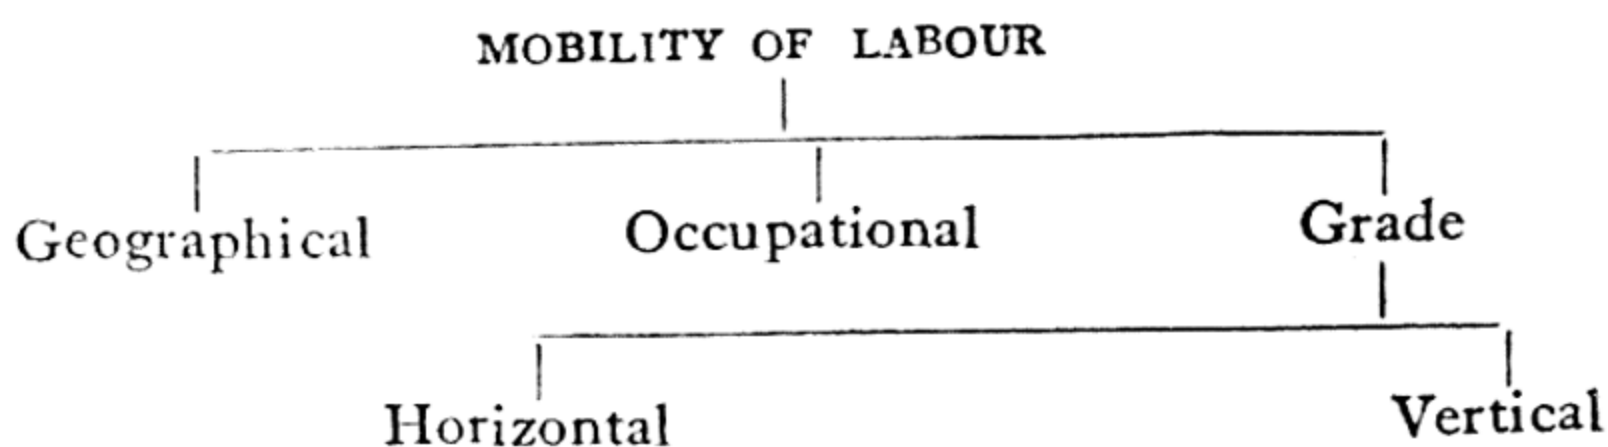 MOBILITY OF LABOUR
Geographical Occupational Grade
Horizontal Vertical